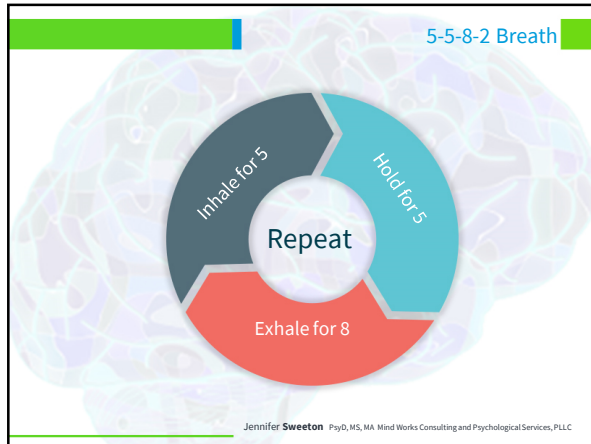 5-5-8-2 Breath
Inhale for 5
Hold for 5
Repeat
Exhale for 8
Jennifer Sweeton PsyD, MS, MA Mind Works Consulting and Psychological Services, PLLC